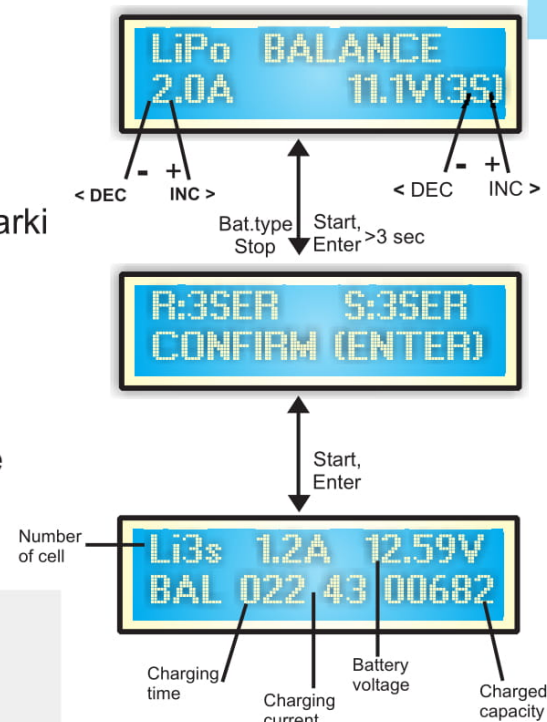 LiPo BALANCE
2.0A 11.1V(3S)
- +
< DEC INC >
- +
< DEC INC >
arki
Bat.type Start,
Stop Enter >3 sec
R:3SER S:3SER
CONFIRM (ENTER)
e
Start,
Enter
Number
of cell
Li3s 1.2A 12.59V
BAL 022 43 00682
Charging
time
Charging
current
Battery
voltage
Charged
capacity